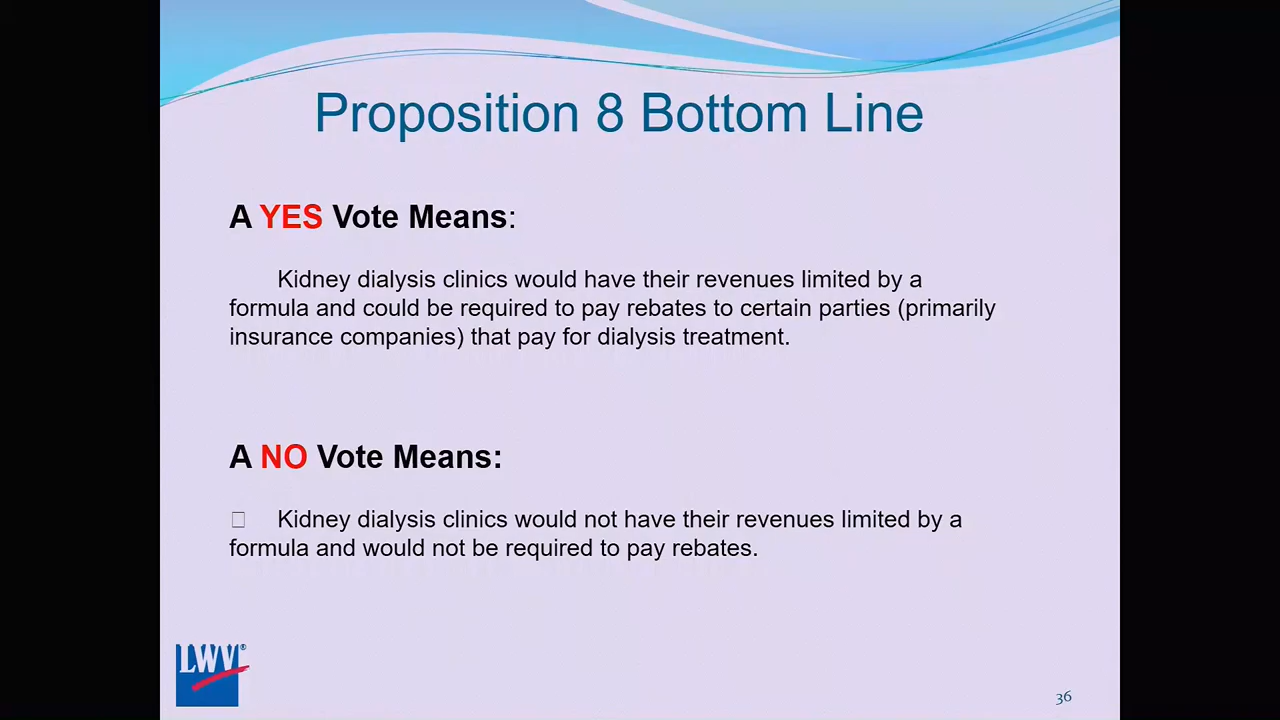 Proposition 8 Bottom Line
A YES Vote Means:
Kidney dialysis clinics would have their revenues limited by a
formula and could be required to pay rebates to certain parties (primarily
insurance companies) that pay for dialysis treatment.
A NO Vote Means:
Kidney dialysis clinics would not have their revenues limited by a
formula and would not be required to pay rebates.
LWV®
36